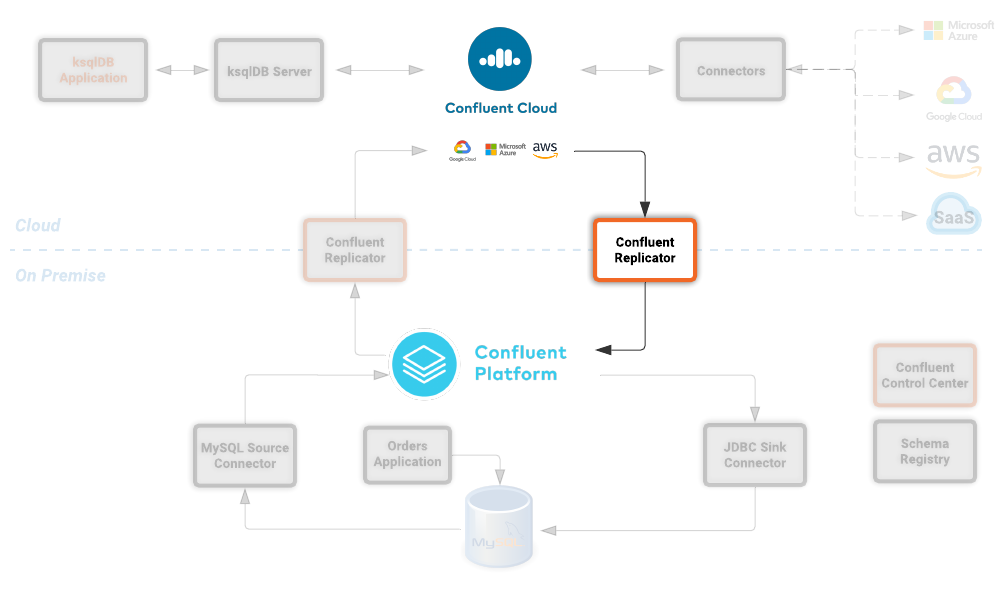 ksqlDB
Application
ksqlDB Server
Confluent Cloud
Connectors
Microsoft
Azure
Google Cloud
aws
SaaS
Google Cloud
Microsoft
Azure
aws
Cloud
On Premise
Confluent
Replicator
Confluent
Replicator
Confluent
Platform
Confluent
Control Center
MySQL Source
Connector
Orders
Application
JDBC Sink
Connector
Schema
Registry
MySQL